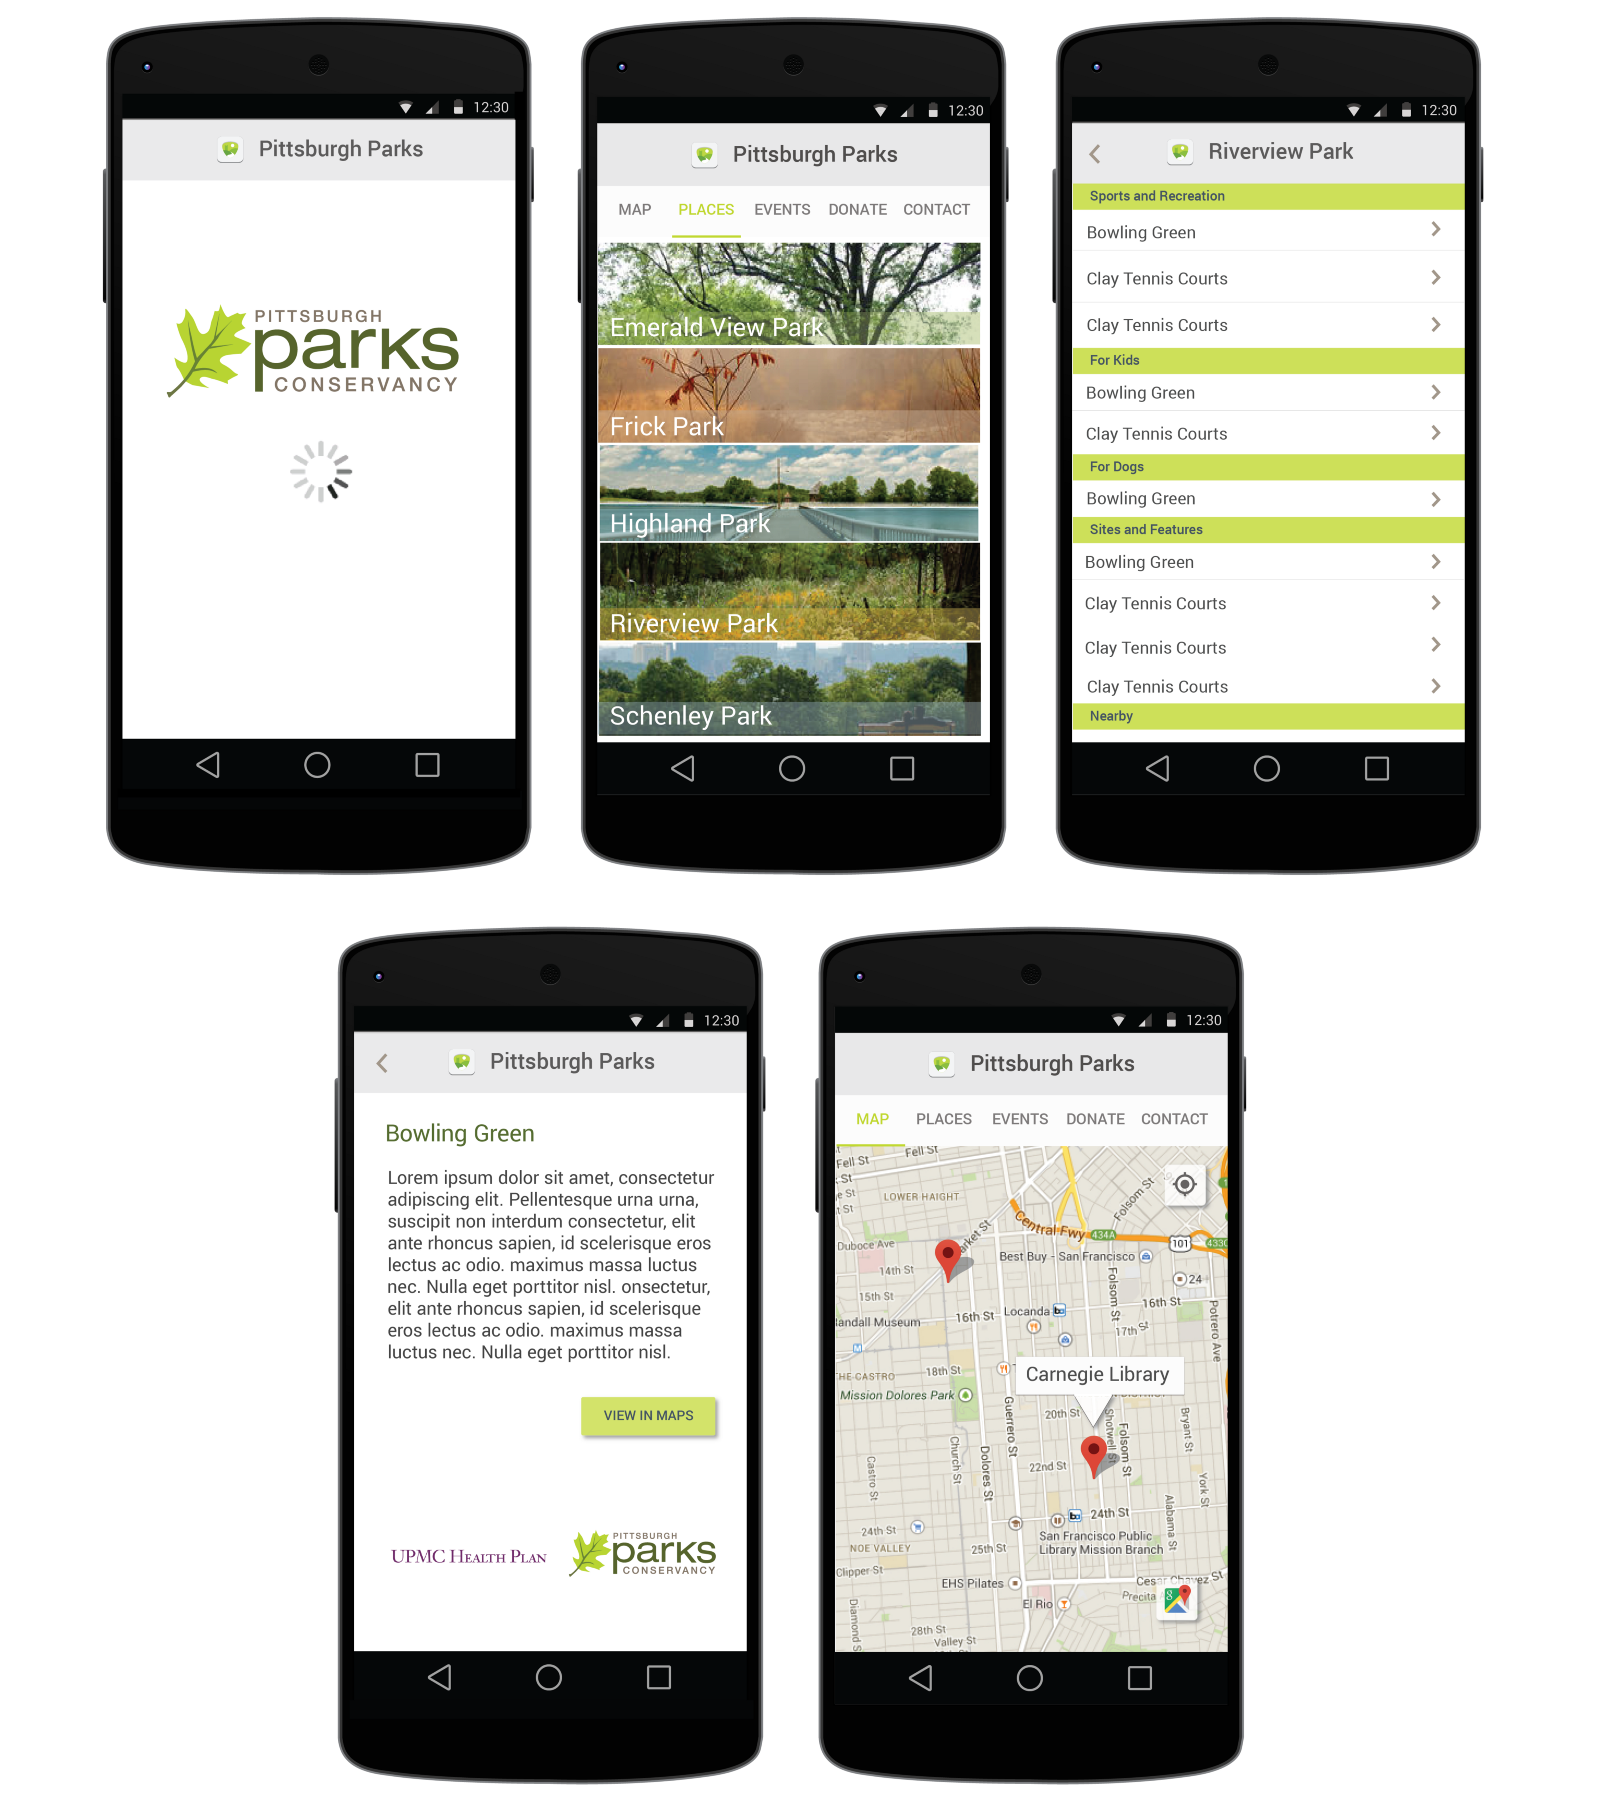 12:30
Pittsburgh Parks
PITTSBURGH
parks
CONSERVANCY
12:30
Pittsburgh Parks
MAP PLACES EVENTS DONATE CONTACT
Emerald View Park
Frick Park
Highland Park
Riverview Park
Schenley Park
12:30
Riverview Park
Sports and Recreation
Bowling Green
Clay Tennis Courts
Clay Tennis Courts
For Kids
Bowling Green
Clay Tennis Courts
For Dogs
Bowling Green
Sites and Features
Bowling Green
Clay Tennis Courts
Clay Tennis Courts
Clay Tennis Courts
Nearby
12:30
Pittsburgh Parks
Bowling Green
Lorem ipsum dolor sit amet, consectetur
adipiscing elit. Pellentesque urna urna,
suscipit non interdum consectetur, elit
ante rhoncus sapien, id scelerisque eros
lectus ac odio. maximus massa luctus
nec. Nulla eget porttitor nisl. onsectetur,
elit ante rhoncus sapien, id scelerisque
eros lectus ac odio. maximus massa
luctus nec. Nulla eget porttitor nisl.
VIEW IN MAPS
UPMC HEALTH PLAN
PITTSBURGH
parks
CONSERVANCY
12:30
Pittsburgh Parks
MAP PLACES EVENTS DONATE CONTACT
Fell St
Fell St
LOWER HAIGHT
Folsom St
Central Fwy
434A
101
Duboce Ave
Best Buy - San Francisco
14th St
24
15th St
Folsom St
16th St
Locanda
16th St
Potrero Ave
Randall Museum
17th St
18th St
THE CASTRO
Carnegie Library
Mission Dolores Park
Guerrero St
20th St
Shotwell St
Folsom St
Bryant St
Church St
Dolores St
Castro St
22nd St
York St
Alabama St
24th St
24th St
San Francisco Public
Library Mission Branch
NOE VALLEY
25th St
Clipper St
EHS Pilates
Cesar Chavez St
Precita
El Rio
Diamond S
28th St
Valley St